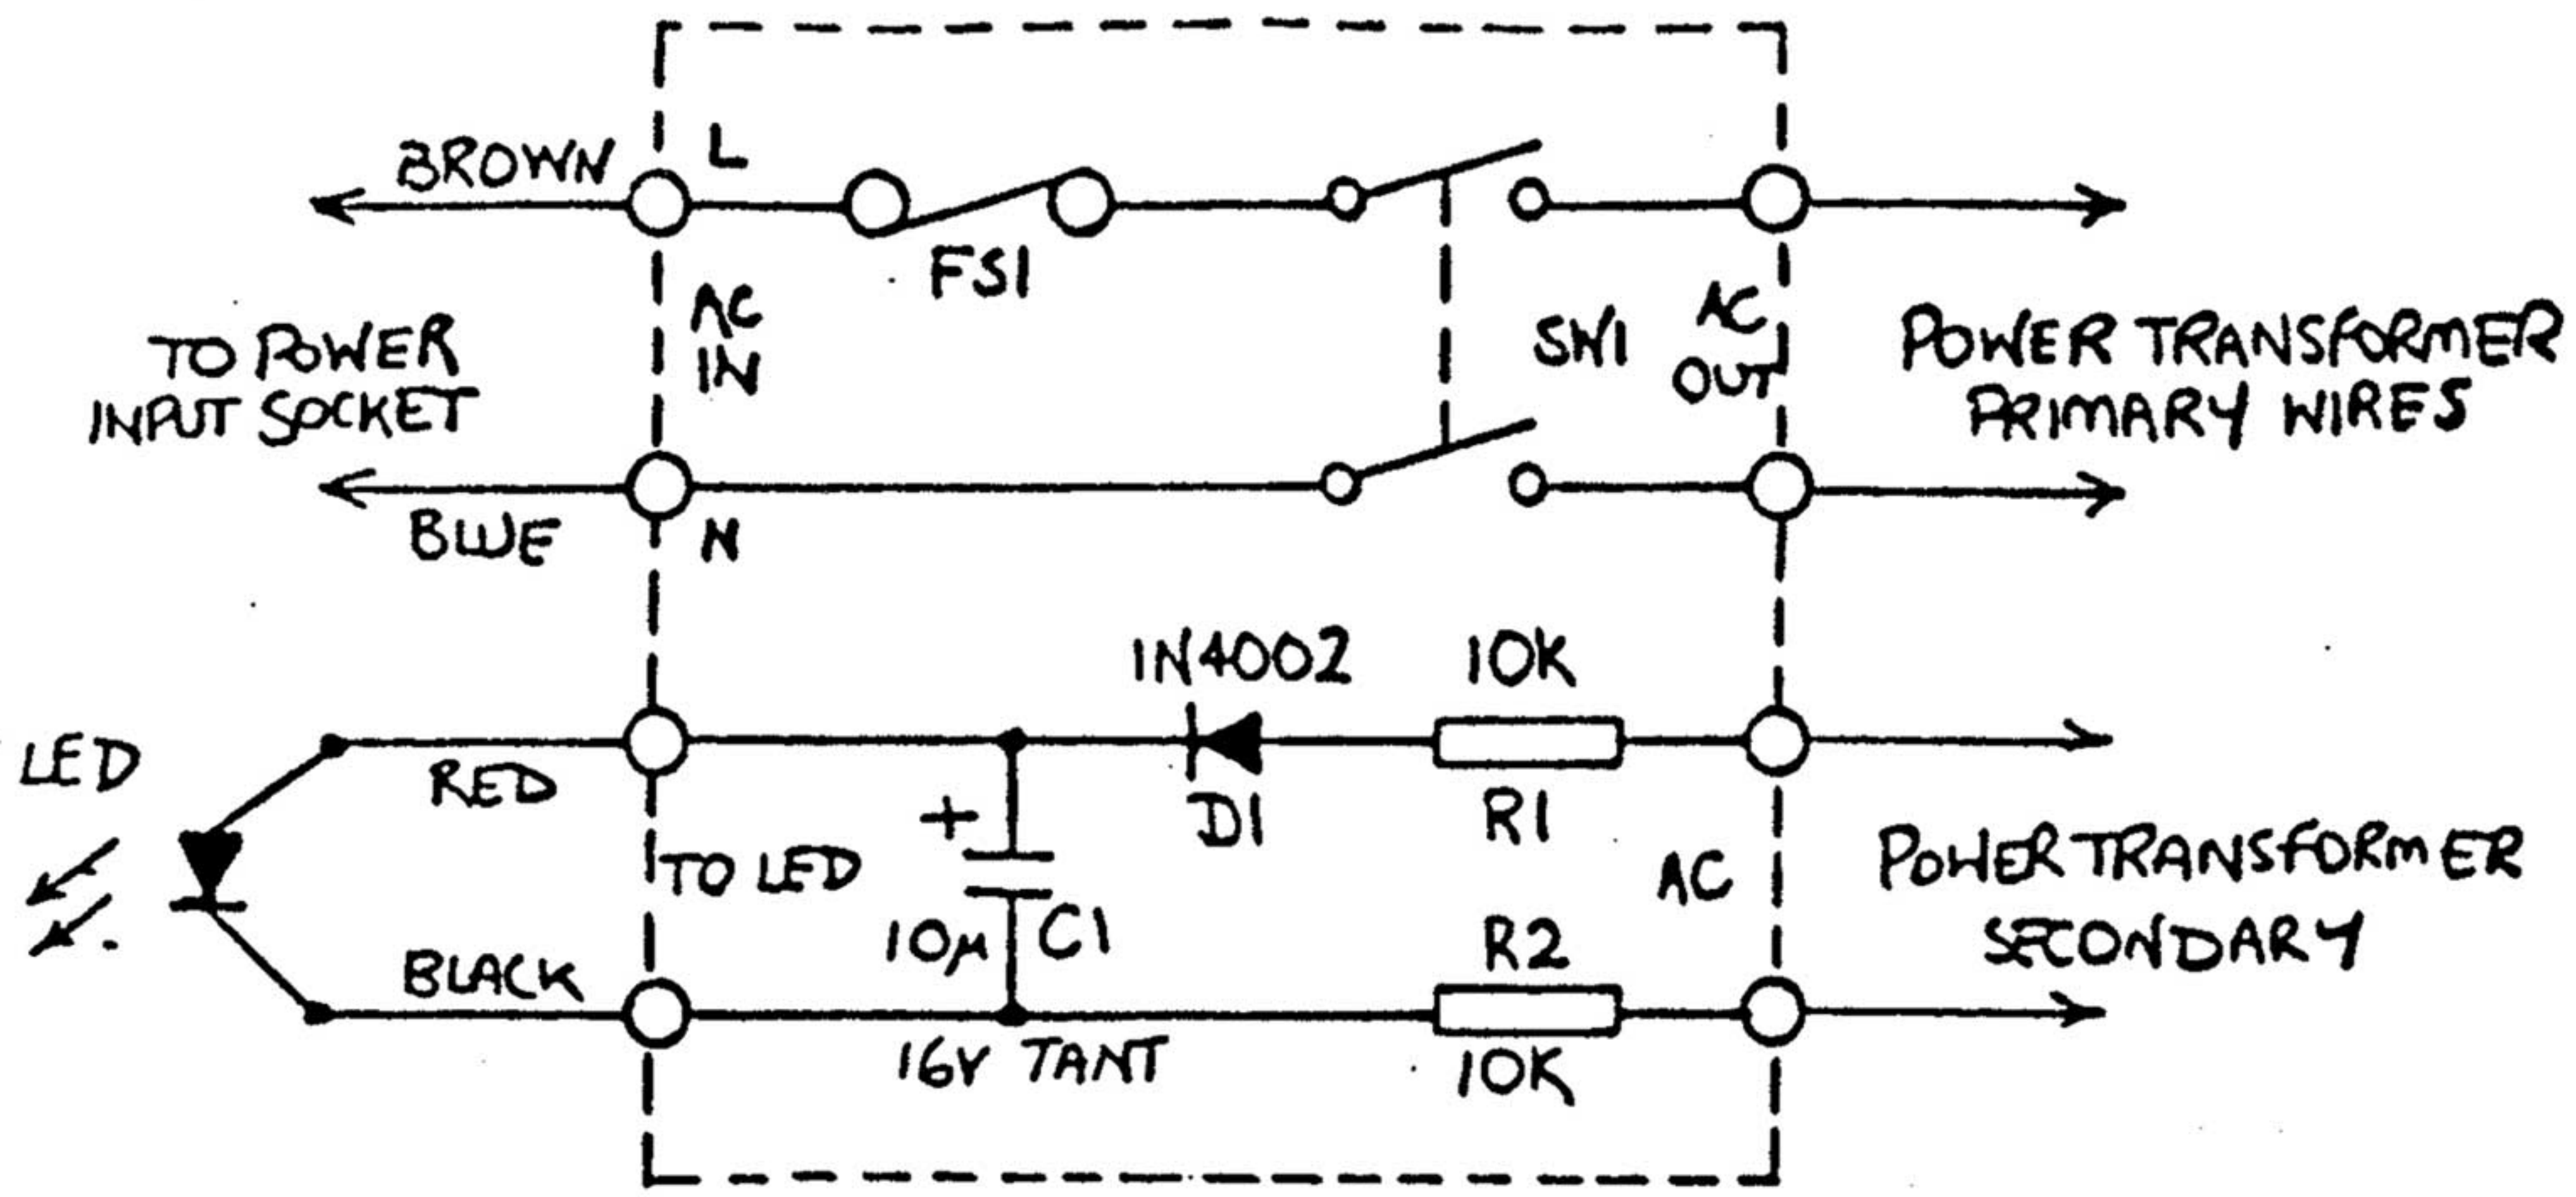 BROWN
L
FS1
AC
IN
TO POWER
INPUT SOCKET
SW1
AC
OUT
POWER TRANSFORMER
PRIMARY WIRES
BLUE
N
1N4002
10K
LED
RED
+
D1
R1
TO LED
10µ
C1
AC
POWER TRANSFORMER
SECONDARY
BLACK
R2
16V TANT
10K